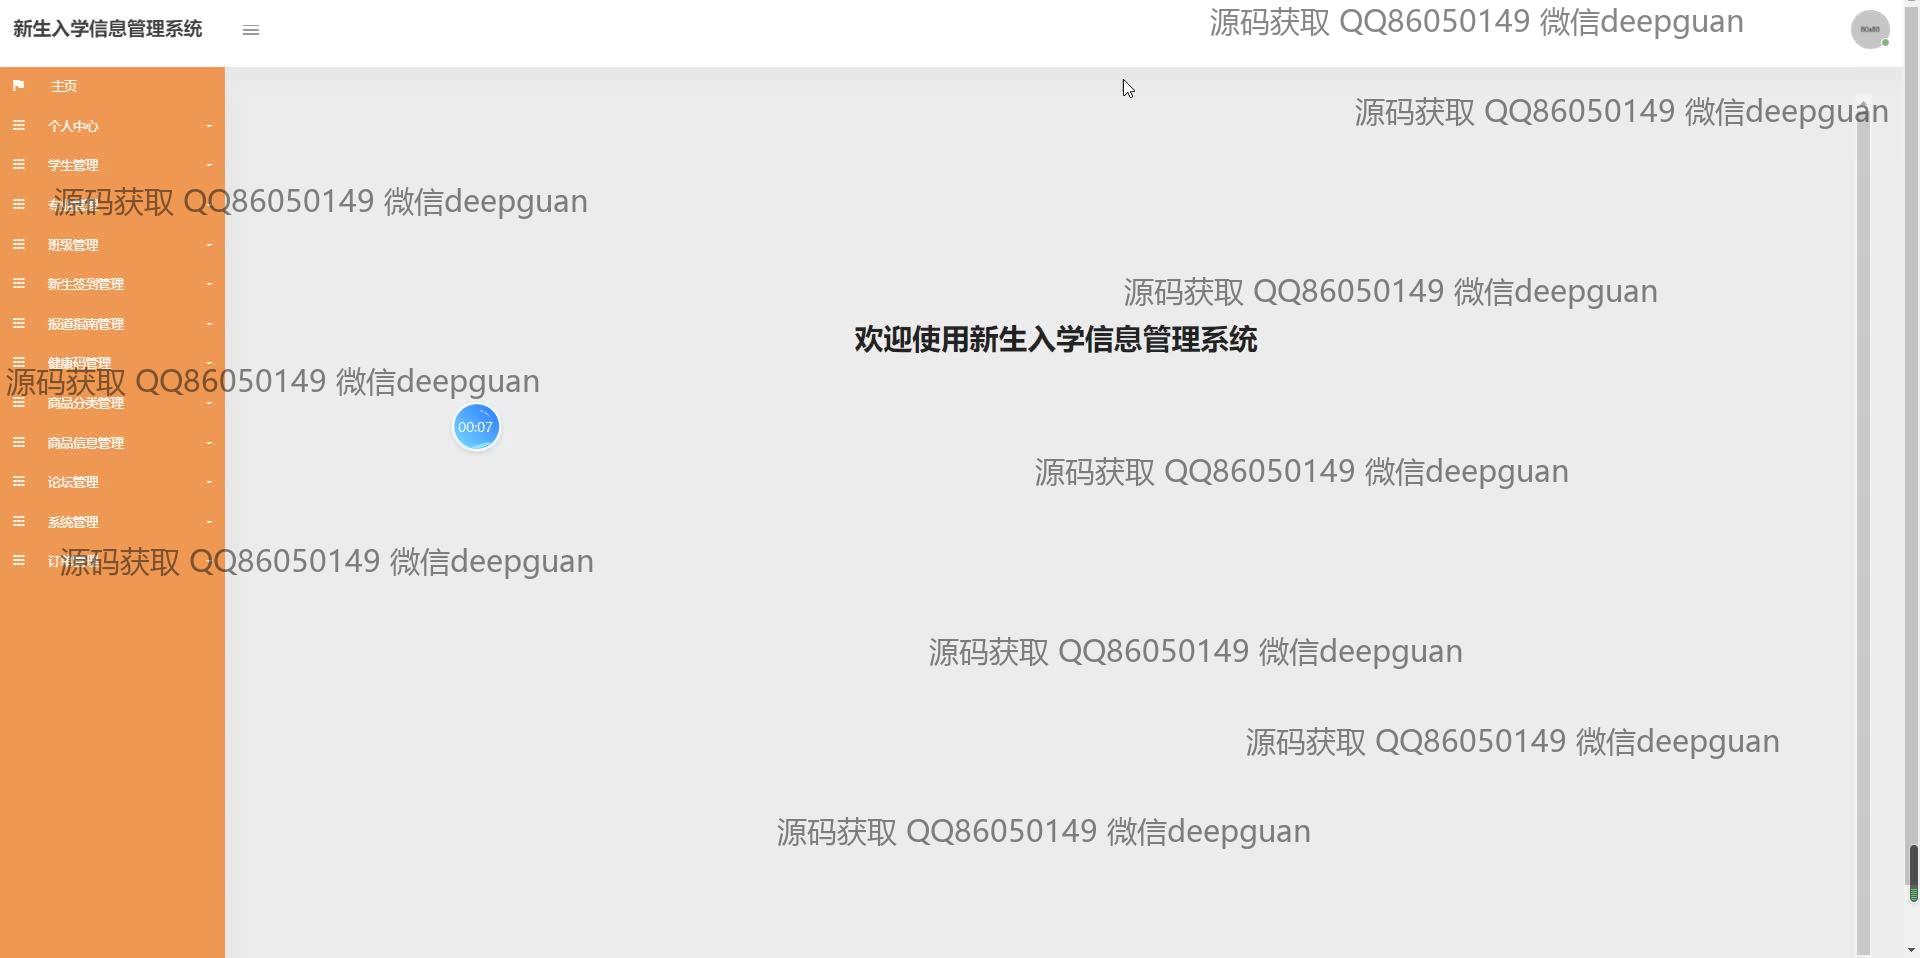 新生入学信息管理系统
源码获取 QQ86050149 微信deepguan
主页
源码获取 QQ86050149 微信deepguan
个人中心
学生管理
源码获取 QQ86050149 微信deepguan
班级管理
新生签到管理
源码获取 QQ86050149 微信deepguan
报道指南管理
欢迎使用新生入学信息管理系统
健康码管理
源码获取 QQ86050149 微信deepguan
商品分类管理
00:07
商品信息管理
源码获取 QQ86050149 微信deepguan
论坛管理
系统管理
源码获取 QQ86050149 微信deepguan
源码获取 QQ86050149 微信deepguan
源码获取 QQ86050149 微信deepguan
源码获取 QQ86050149 微信deepguan